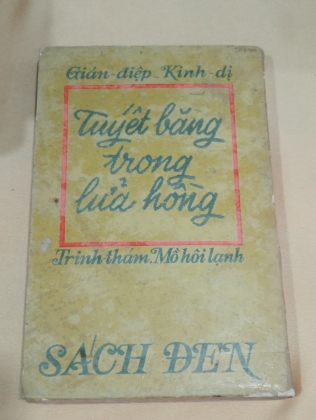 Gián điệp _ Kinh dị
Tuyết băng
trong
lửa hồng
Trinh thám _ Mồ hôi lạnh
SÁCH ĐEN